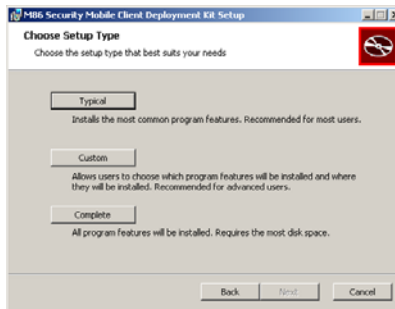 M86 Security Mobile Client Deployment Kit Setup
Choose Setup Type
Choose the setup type that best suits your needs
Typical
Installs the most common program features. Recommended for most users.
Custom
Allows users to choose which program features will be installed and where
they will be installed. Recommended for advanced users.
Complete
All program features will be installed. Requires the most disk space.
Back Next Cancel